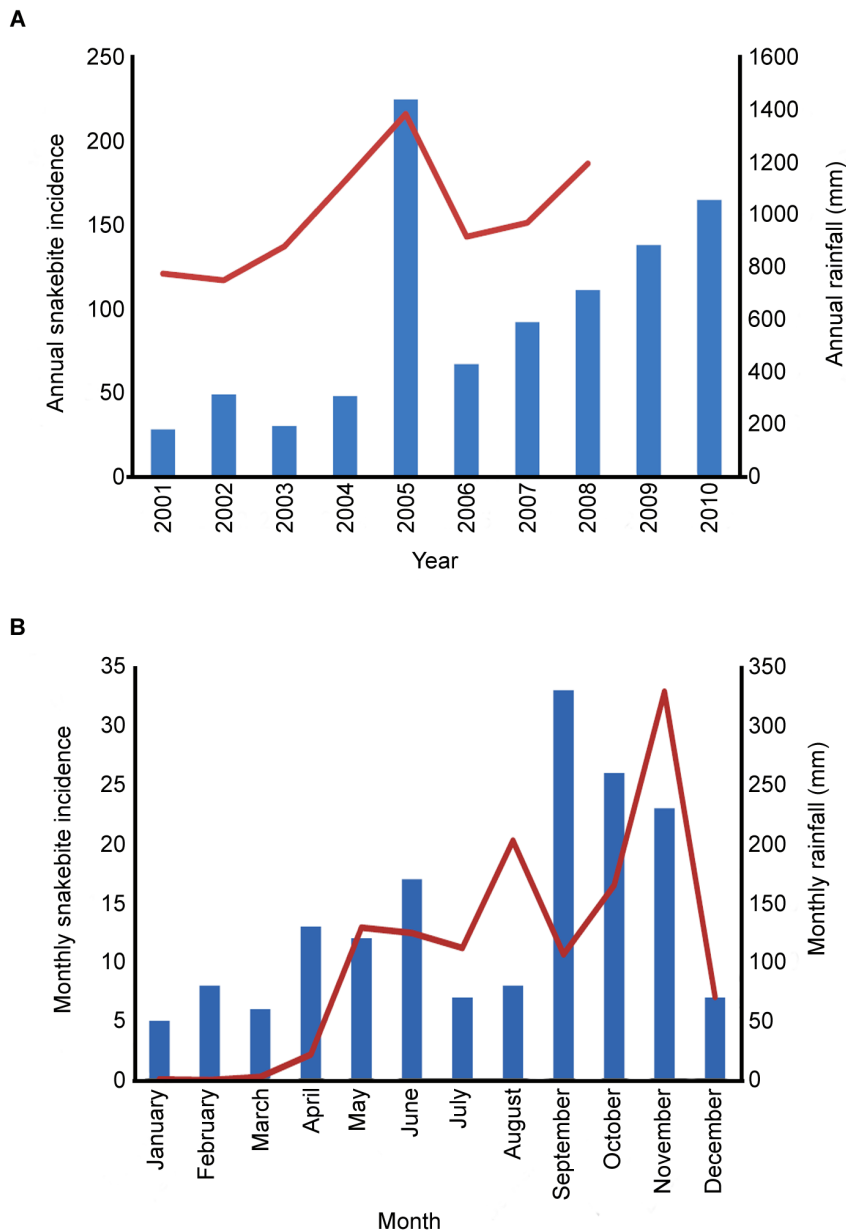 A
250
200
150
100
50
0
Annual snakebite incidence
1600
1400
1200
1000
800
600
400
200
0
Annual rainfall (mm)
2001
2002
2003
2004
2005
2006
2007
2008
2009
2010
Year
B
35
30
25
20
15
10
5
0
Monthly snakebite incidence
350
300
250
200
150
100
50
0
Monthly rainfall (mm)
January
February
March
April
May
June
July
August
September
October
November
December
Month